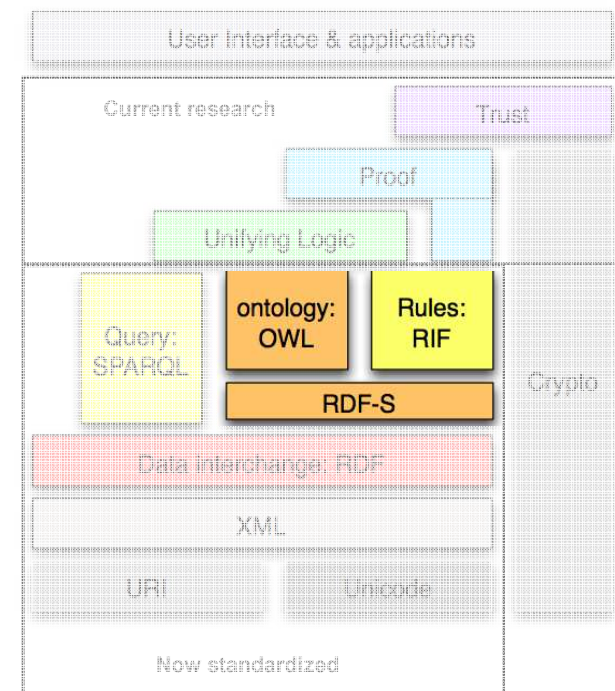 User Interface & applications
Current research
Trust
Proof
Unifying Logic
Query:
SPARQL
ontology:
OWL
Rules:
RIF
Crypto
RDF-S
Data interchange: RDF
XML
URI
Unicode
Now standardized